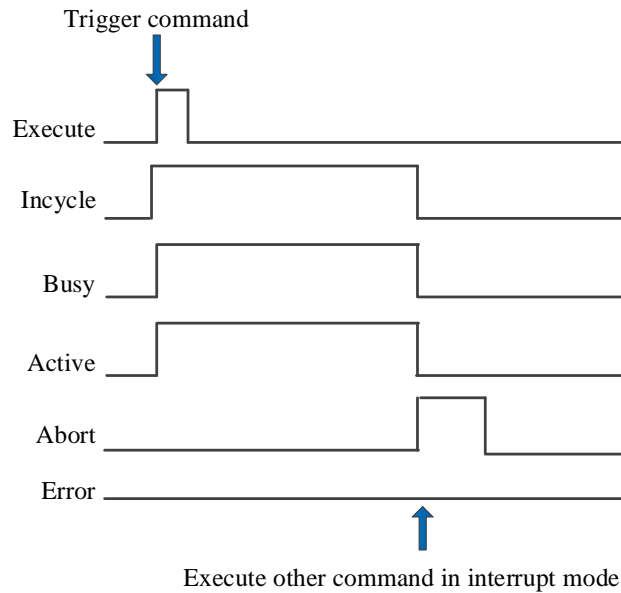 Trigger command
Execute
Incycle
Busy
Active
Abort
Error
Execute other command in interrupt mode